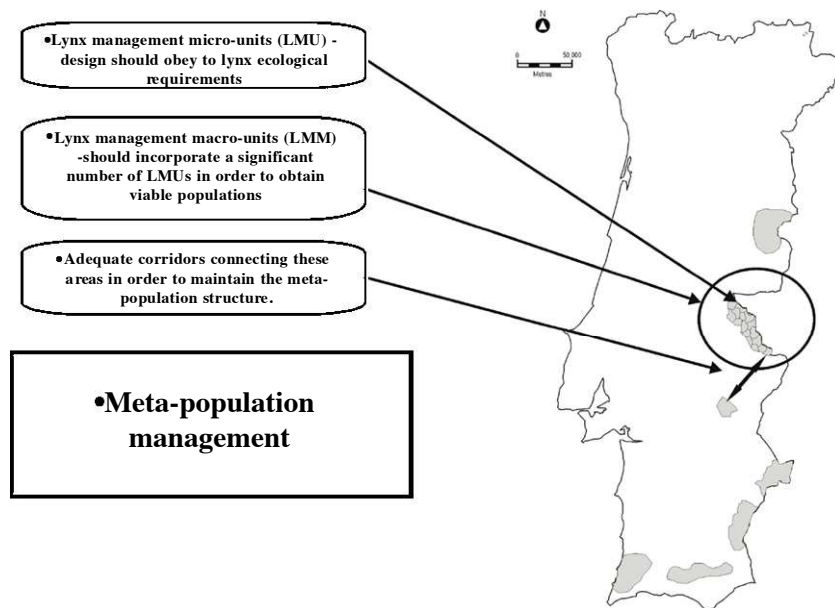 •Lynx management micro-units (LMU) -
design should obey to lynx ecological
requirements
•Lynx management macro-units (LMM)
-should incorporate a significant
number of LMUs in order to obtain
viable populations
•Adequate corridors connecting these
areas in order to maintain the meta-
population structure.
•Meta-population
management
N
0 50,000
Metres